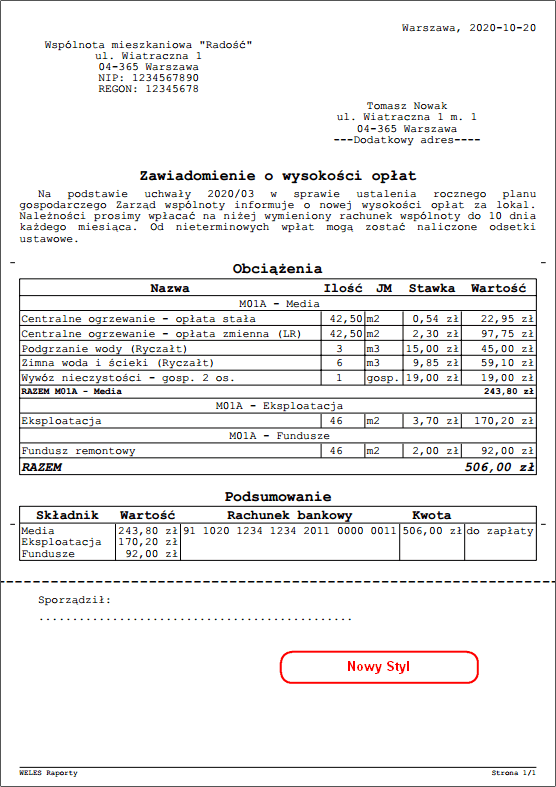 Warszawa, 2020-10-20
Wspólnota mieszkaniowa "Radość"
ul. Wiatraczna 1
04-365 Warszawa
NIP: 1234567890
REGON: 12345678
Tomasz Nowak
ul. Wiatraczna 1 m. 1
04-365 Warszawa
---Dodatkowy adres----
Zawiadomienie o wysokości opłat
Na podstawie uchwały 2020/03 w sprawie ustalenia rocznego planu
gospodarczego Zarząd wspólnoty informuje o nowej wysokości opłat za lokal.
Należności prosimy wpłacać na niżej wymieniony rachunek wspólnoty do 10 dnia
każdego miesiąca. Od nieterminowych wpłat mogą zostać naliczone odsetki
ustawowe.
Obciążenia
Nazwa Ilość JM Stawka Wartość
M01A - Media
Centralne ogrzewanie - opłata stała 42,50 m2 0,54 zł 22,95 zł
Centralne ogrzewanie - opłata zmienna (LR) 42,50 m2 2,30 zł 97,75 zł
Podgrzanie wody (Ryczałt) 3 m3 15,00 zł 45,00 zł
Zimna woda i ścieki (Ryczałt) 6 m3 9,85 zł 59,10 zł
Wywóz nieczystości - gosp. 2 os. 1 gosp. 19,00 zł 19,00 zł
RAZEM M01A - Media 243,80 zł
M01A - Eksploatacja
Eksploatacja 46 m2 3,70 zł 170,20 zł
M01A - Fundusze
Fundusz remontowy 46 m2 2,00 zł 92,00 zł
RAZEM 506,00 zł
Podsumowanie
Składnik Wartość Rachunek bankowy Kwota
Media 243,80 zł 91 1020 1234 1234 2011 0000 0011 506,00 zł do zapłaty
Eksploatacja 170,20 zł
Fundusze 92,00 zł
Sporządził:
...............................................
Nowy Styl
WELES Raporty Strona 1/1